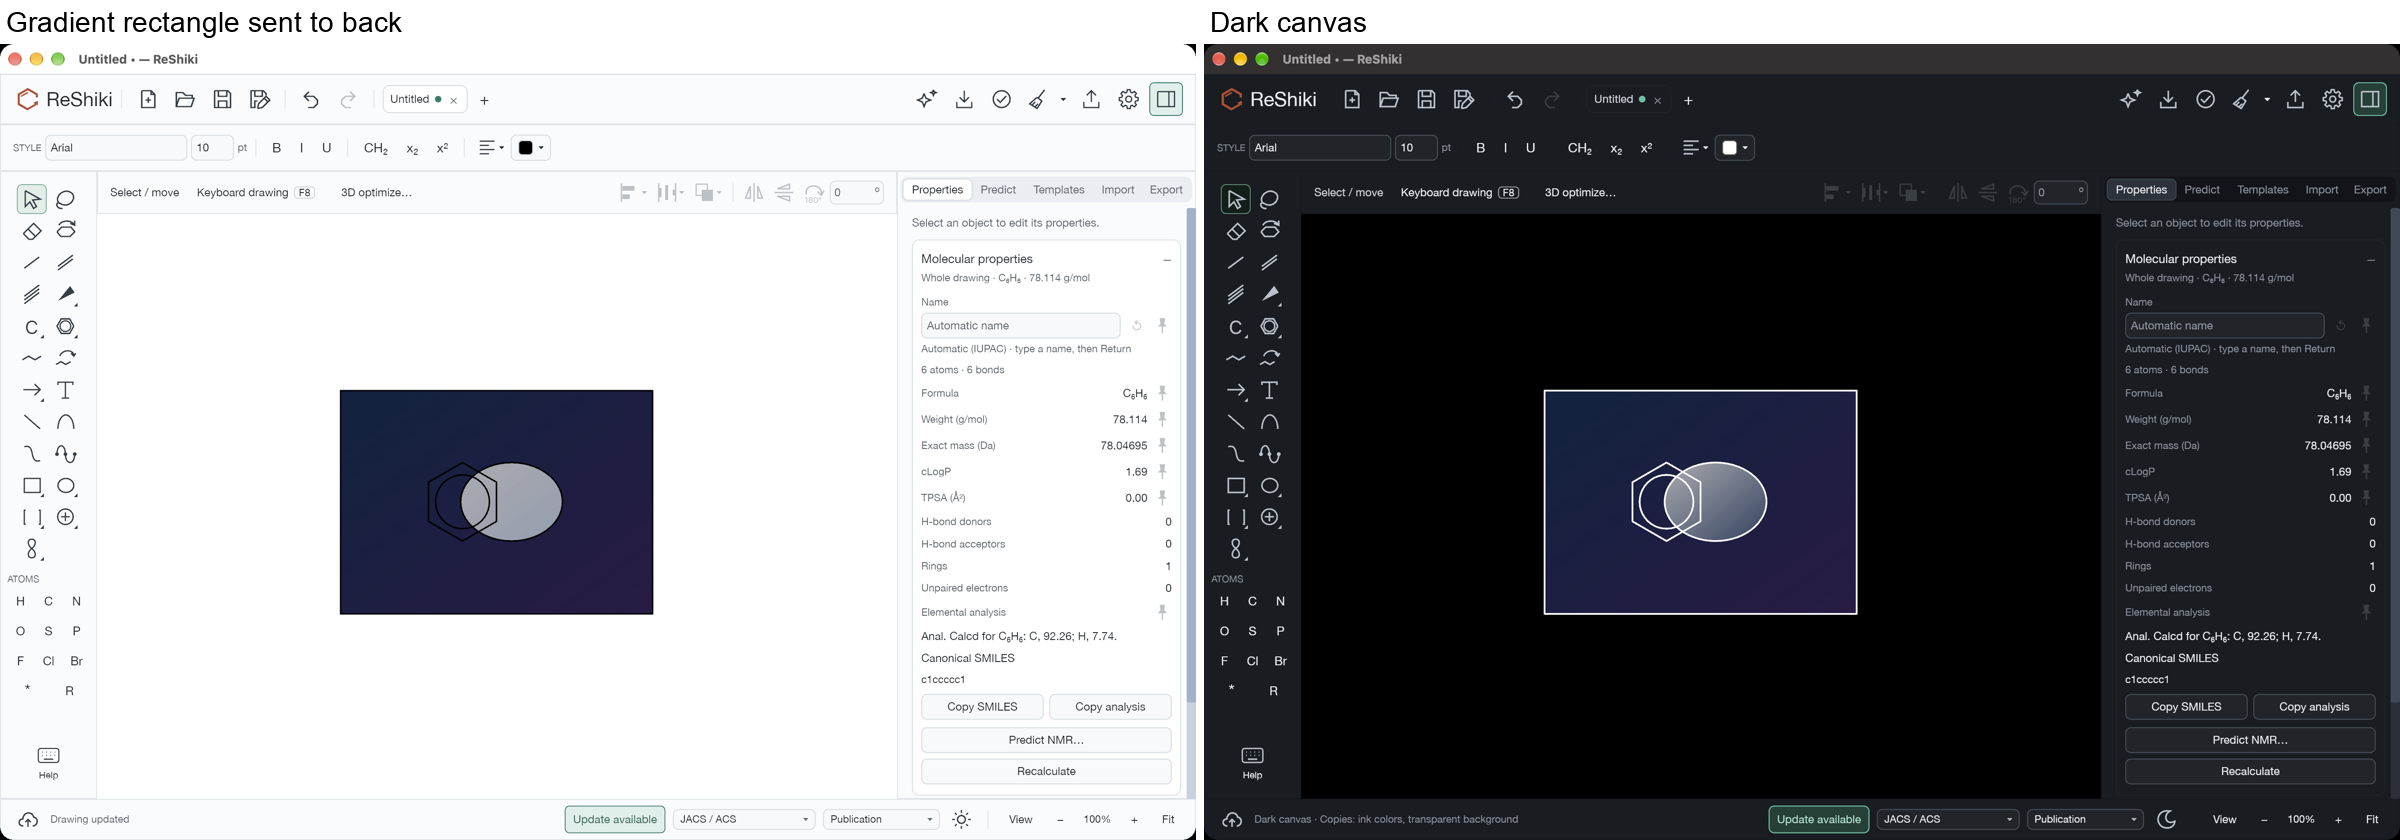 Gradient rectangle sent to back
Untitled • — ReShiki
ReShiki
Untitled
STYLE Arial 10 pt B I U CH₂ x₂ x²
Select / move Keyboard drawing F8 3D optimize... 180° 0 °
Properties Predict Templates Import Export
Select an object to edit its properties.
Molecular properties
Whole drawing · C₆H₆ · 78.114 g/mol
Name
Automatic name
Automatic (IUPAC) · type a name, then Return
6 atoms · 6 bonds
Formula C₆H₆
Weight (g/mol) 78.114
Exact mass (Da) 78.04695
cLogP 1.69
TPSA (Å²) 0.00
H-bond donors 0
H-bond acceptors 0
Rings 1
Unpaired electrons 0
Elemental analysis
Anal. Calcd for C₆H₆: C, 92.26; H, 7.74.
Canonical SMILES
c1ccccc1
Copy SMILES Copy analysis
Predict NMR...
Recalculate
C
T
ATOMS
H C N
O S P
F Cl Br
* R
Help
Drawing updated
Update available JACS / ACS Publication View − 100% + Fit
Dark canvas
Untitled • — ReShiki
ReShiki
Untitled
STYLE Arial 10 pt B I U CH₂ x₂ x²
Select / move Keyboard drawing F8 3D optimize... 180° 0 °
Properties Predict Templates Import Export
Select an object to edit its properties.
Molecular properties
Whole drawing · C₆H₆ · 78.114 g/mol
Name
Automatic name
Automatic (IUPAC) · type a name, then Return
6 atoms · 6 bonds
Formula C₆H₆
Weight (g/mol) 78.114
Exact mass (Da) 78.04695
cLogP 1.69
TPSA (Å²) 0.00
H-bond donors 0
H-bond acceptors 0
Rings 1
Unpaired electrons 0
Elemental analysis
Anal. Calcd for C₆H₆: C, 92.26; H, 7.74.
Canonical SMILES
c1ccccc1
Copy SMILES Copy analysis
Predict NMR...
Recalculate
C
T
ATOMS
H C N
O S P
F Cl Br
* R
Help
Dark canvas · Copies: ink colors, transparent background
Update available JACS / ACS Publication View − 100% + Fit